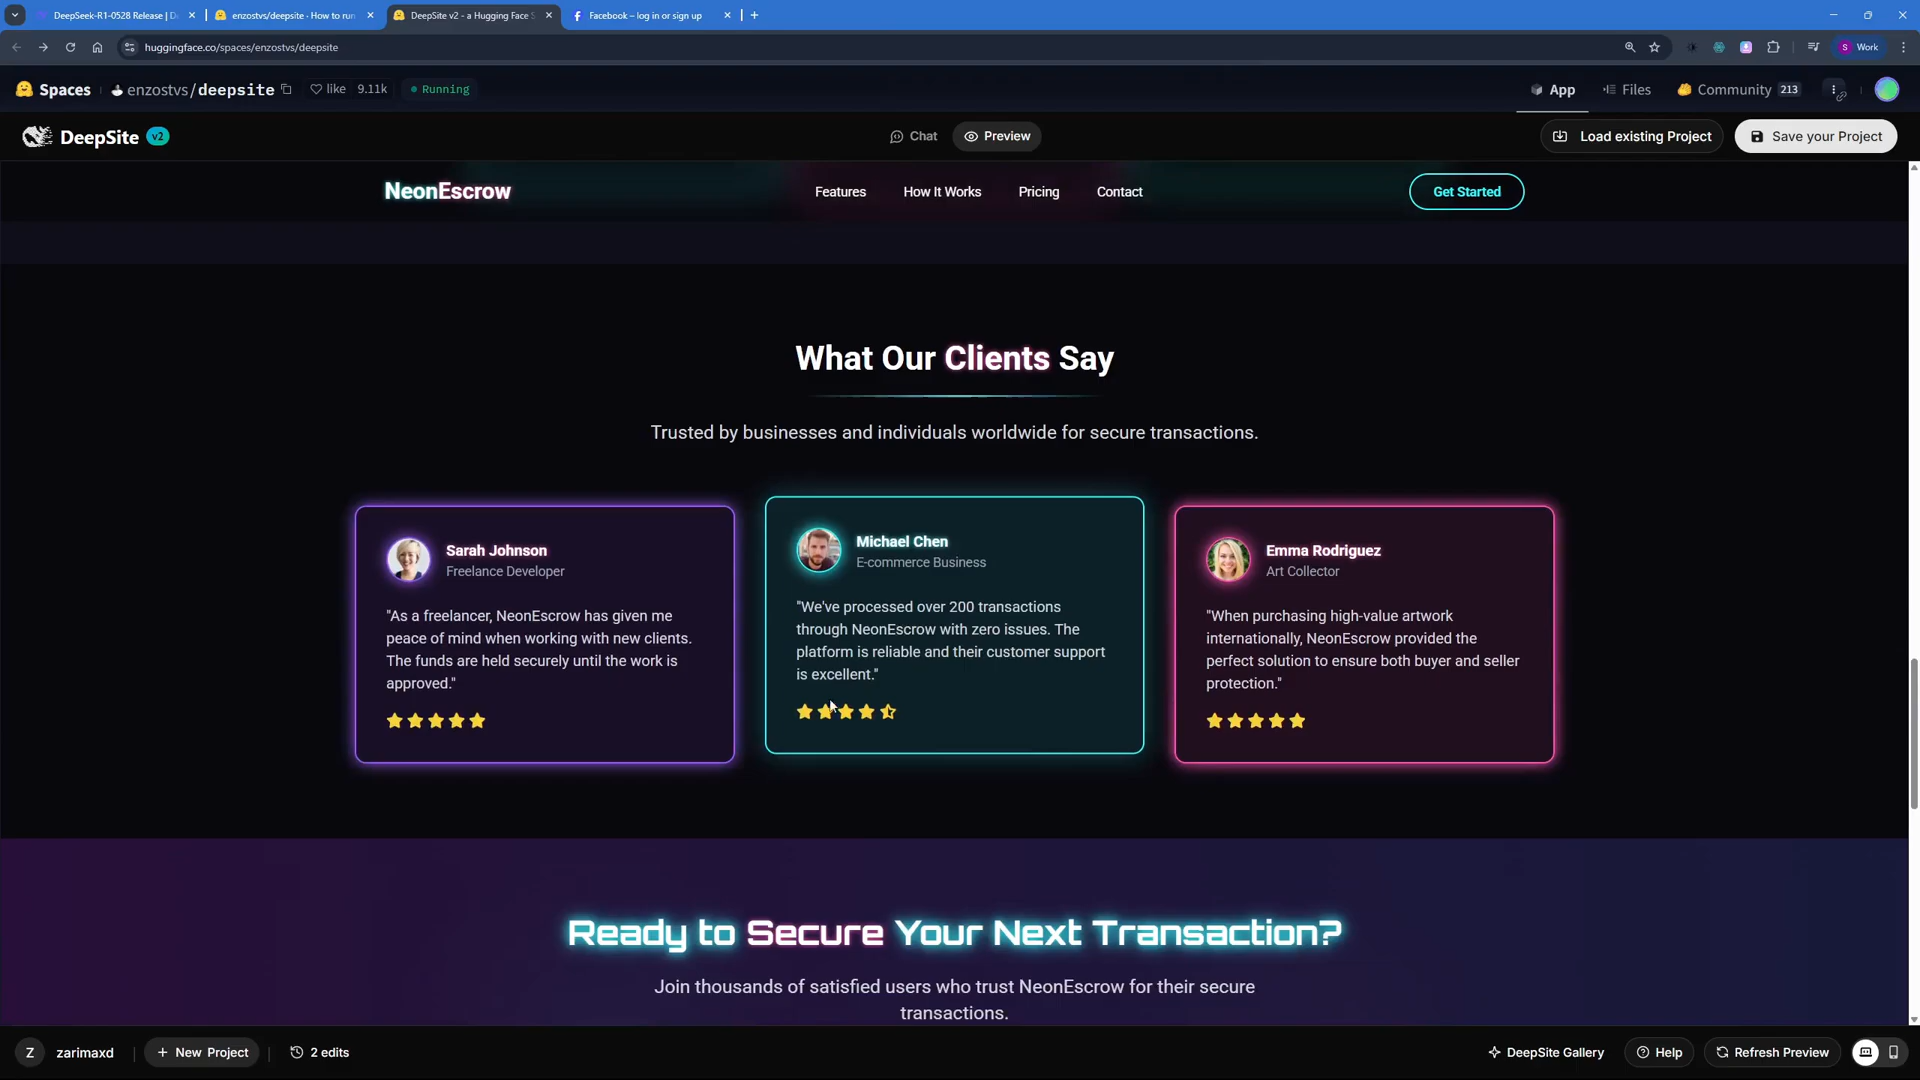 DeepSeek-R1-0528 Release | D
enzostvs/deepsite · How to run
DeepSite v2 - a Hugging Face S
Facebook – log in or sign up
huggingface.co/spaces/enzostvs/deepsite
S Work
Spaces
enzostvs/deepsite
like 9.11k
Running
App
Files
Community 213
DeepSite v2
Chat
Preview
Load existing Project
Save your Project
NeonEscrow
Features
How It Works
Pricing
Contact
Get Started
What Our Clients Say
Trusted by businesses and individuals worldwide for secure transactions.
Sarah Johnson
Freelance Developer
"As a freelancer, NeonEscrow has given me
peace of mind when working with new clients.
The funds are held securely until the work is
approved."
Michael Chen
E-commerce Business
"We've processed over 200 transactions
through NeonEscrow with zero issues. The
platform is reliable and their customer support
is excellent."
Emma Rodriguez
Art Collector
"When purchasing high-value artwork
internationally, NeonEscrow provided the
perfect solution to ensure both buyer and seller
protection."
Ready to Secure Your Next Transaction?
Join thousands of satisfied users who trust NeonEscrow for their secure
transactions.
Z zarimaxd
New Project
2 edits
DeepSite Gallery
Help
Refresh Preview